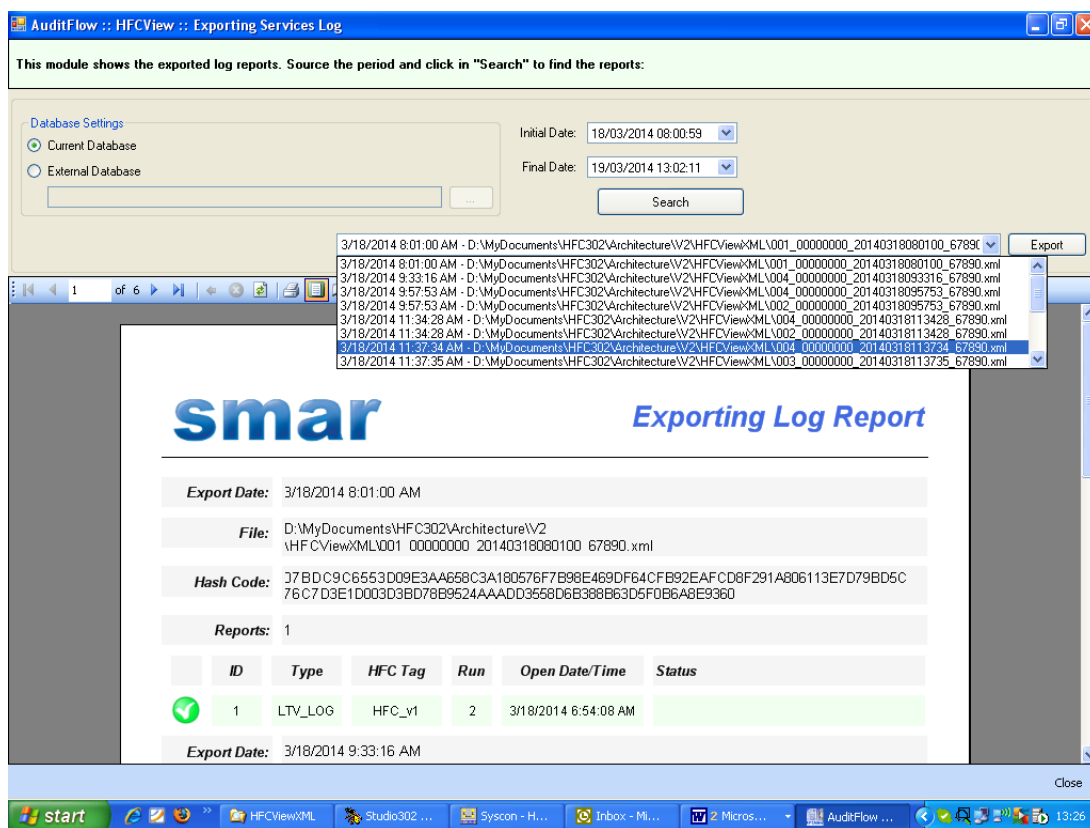 AuditFlow :: HFCView :: Exporting Services Log
This module shows the exported log reports. Source the period and click in "Search" to find the reports:
Database Settings
Current Database
External Database
...
Initial Date: 18/03/2014 08:00:59
Final Date: 19/03/2014 13:02:11
Search
3/18/2014 8:01:00 AM - D:\MyDocuments\HFC302\Architecture\V2\HFCViewXML\001_00000000_20140318080100_6789(
Export
3/18/2014 8:01:00 AM - D:\MyDocuments\HFC302\Architecture\V2\HFCViewXML\001_00000000_20140318080100_67890.xml
3/18/2014 9:33:16 AM - D:\MyDocuments\HFC302\Architecture\V2\HFCViewXML\004_00000000_20140318093316_67890.xml
3/18/2014 9:57:53 AM - D:\MyDocuments\HFC302\Architecture\V2\HFCViewXML\004_00000000_20140318095753_67890.xml
3/18/2014 9:57:53 AM - D:\MyDocuments\HFC302\Architecture\V2\HFCViewXML\002_00000000_20140318095753_67890.xml
3/18/2014 11:34:28 AM - D:\MyDocuments\HFC302\Architecture\V2\HFCViewXML\004_00000000_20140318113428_67890.xml
3/18/2014 11:34:28 AM - D:\MyDocuments\HFC302\Architecture\V2\HFCViewXML\002_00000000_20140318113428_67890.xml
3/18/2014 11:37:34 AM - D:\MyDocuments\HFC302\Architecture\V2\HFCViewXML\004_00000000_20140318113734_67890.xml
3/18/2014 11:37:35 AM - D:\MyDocuments\HFC302\Architecture\V2\HFCViewXML\003_00000000_20140318113735_67890.xml
1 of 6
smar
Exporting Log Report
Export Date: 3/18/2014 8:01:00 AM
File: D:\MyDocuments\HFC302\Architecture\V2
\HFCViewXML\001_00000000_20140318080100_67890.xml
Hash Code: 07BDC9C6553D09E3AA658C3A180576F7B98E469DF64CFB92EAFCD8F291A806113E7D79BD5C
76C7D3E1D003D3BD78B9524AAADD3558D6B388B63D5F0B6A8E9360
Reports: 1
ID Type HFC Tag Run Open Date/Time Status
1 LTV_LOG HFC_v1 2 3/18/2014 6:54:08 AM
Export Date: 3/18/2014 9:33:16 AM
Close
start
HFCViewXML
Studio302 ...
Syscon - H...
Inbox - Mi...
2 Micros...
AuditFlow ...
13:26